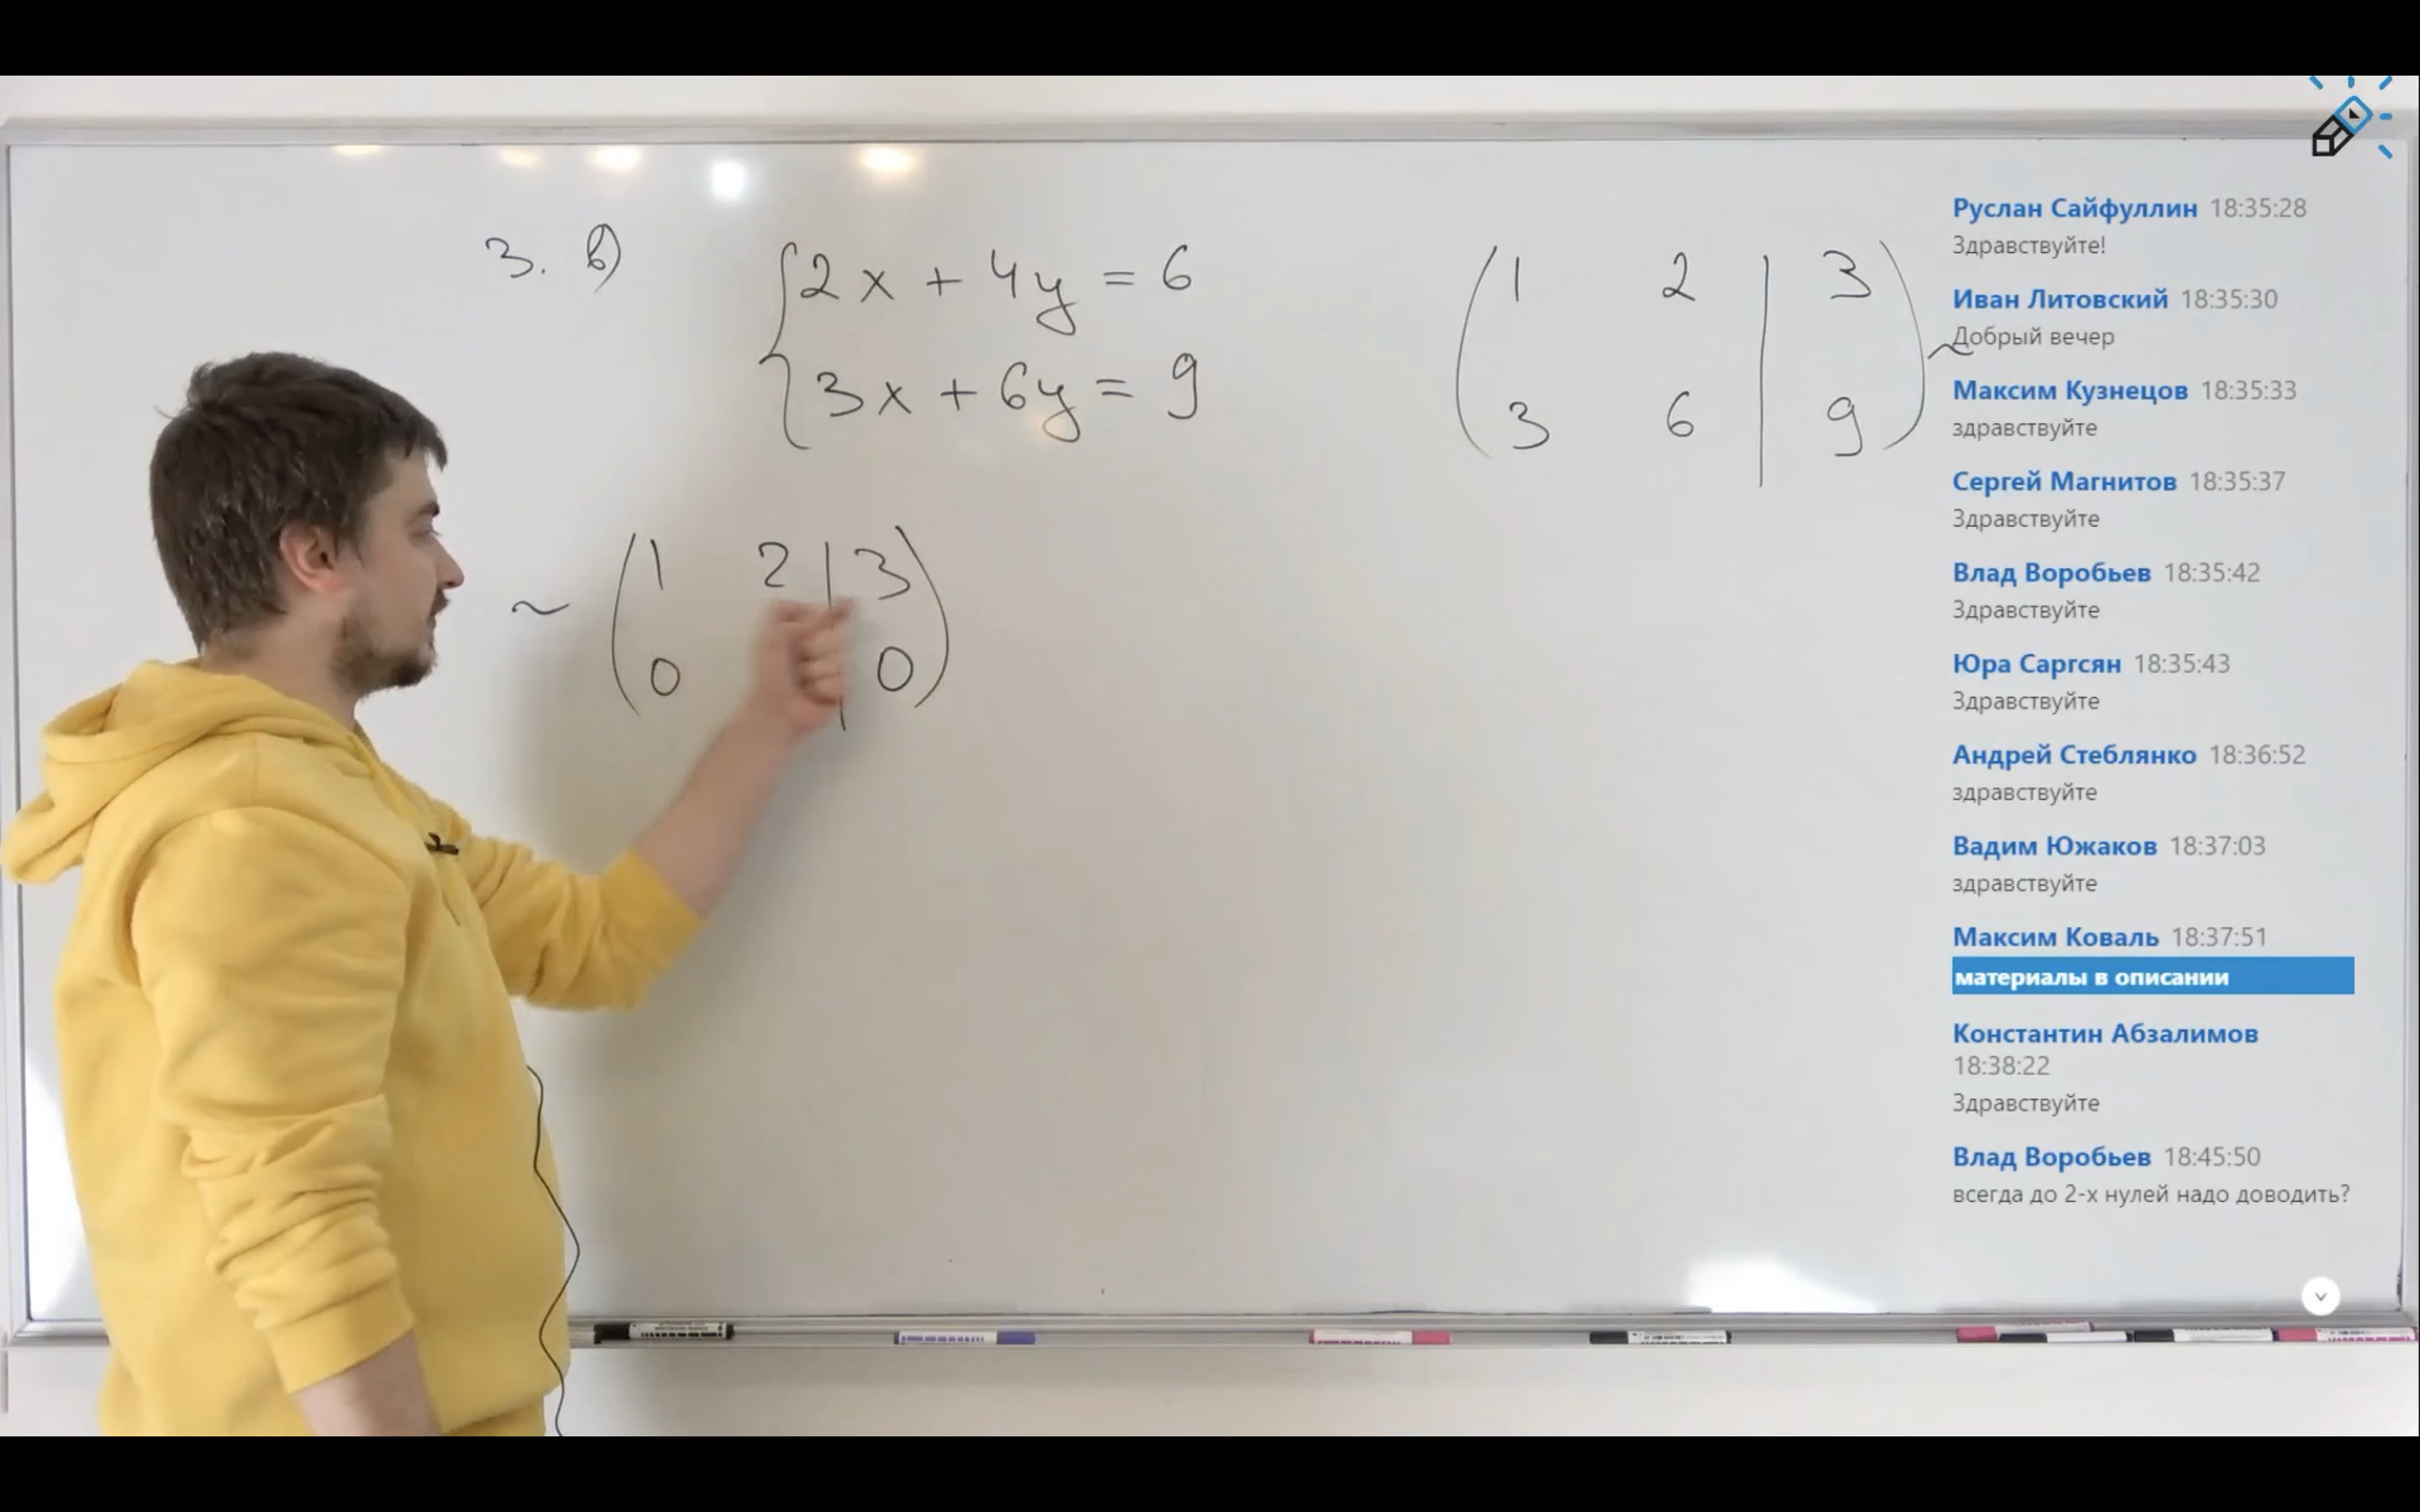 3. в)
2x + 4y = 6
3x + 6y = 9
1 2 | 3
3 6 | 9
~
~
1 2 | 3
0 0
Руслан Сайфуллин 18:35:28
Здравствуйте!
Иван Литовский 18:35:30
Добрый вечер
Максим Кузнецов 18:35:33
здравствуйте
Сергей Магнитов 18:35:37
Здравствуйте
Влад Воробьев 18:35:42
Здравствуйте
Юра Саргсян 18:35:43
Здравствуйте
Андрей Стеблянко 18:36:52
здравствуйте
Вадим Южаков 18:37:03
здравствуйте
Максим Коваль 18:37:51
материалы в описании
Константин Абзалимов
18:38:22
Здравствуйте
Влад Воробьев 18:45:50
всегда до 2-х нулей надо доводить?